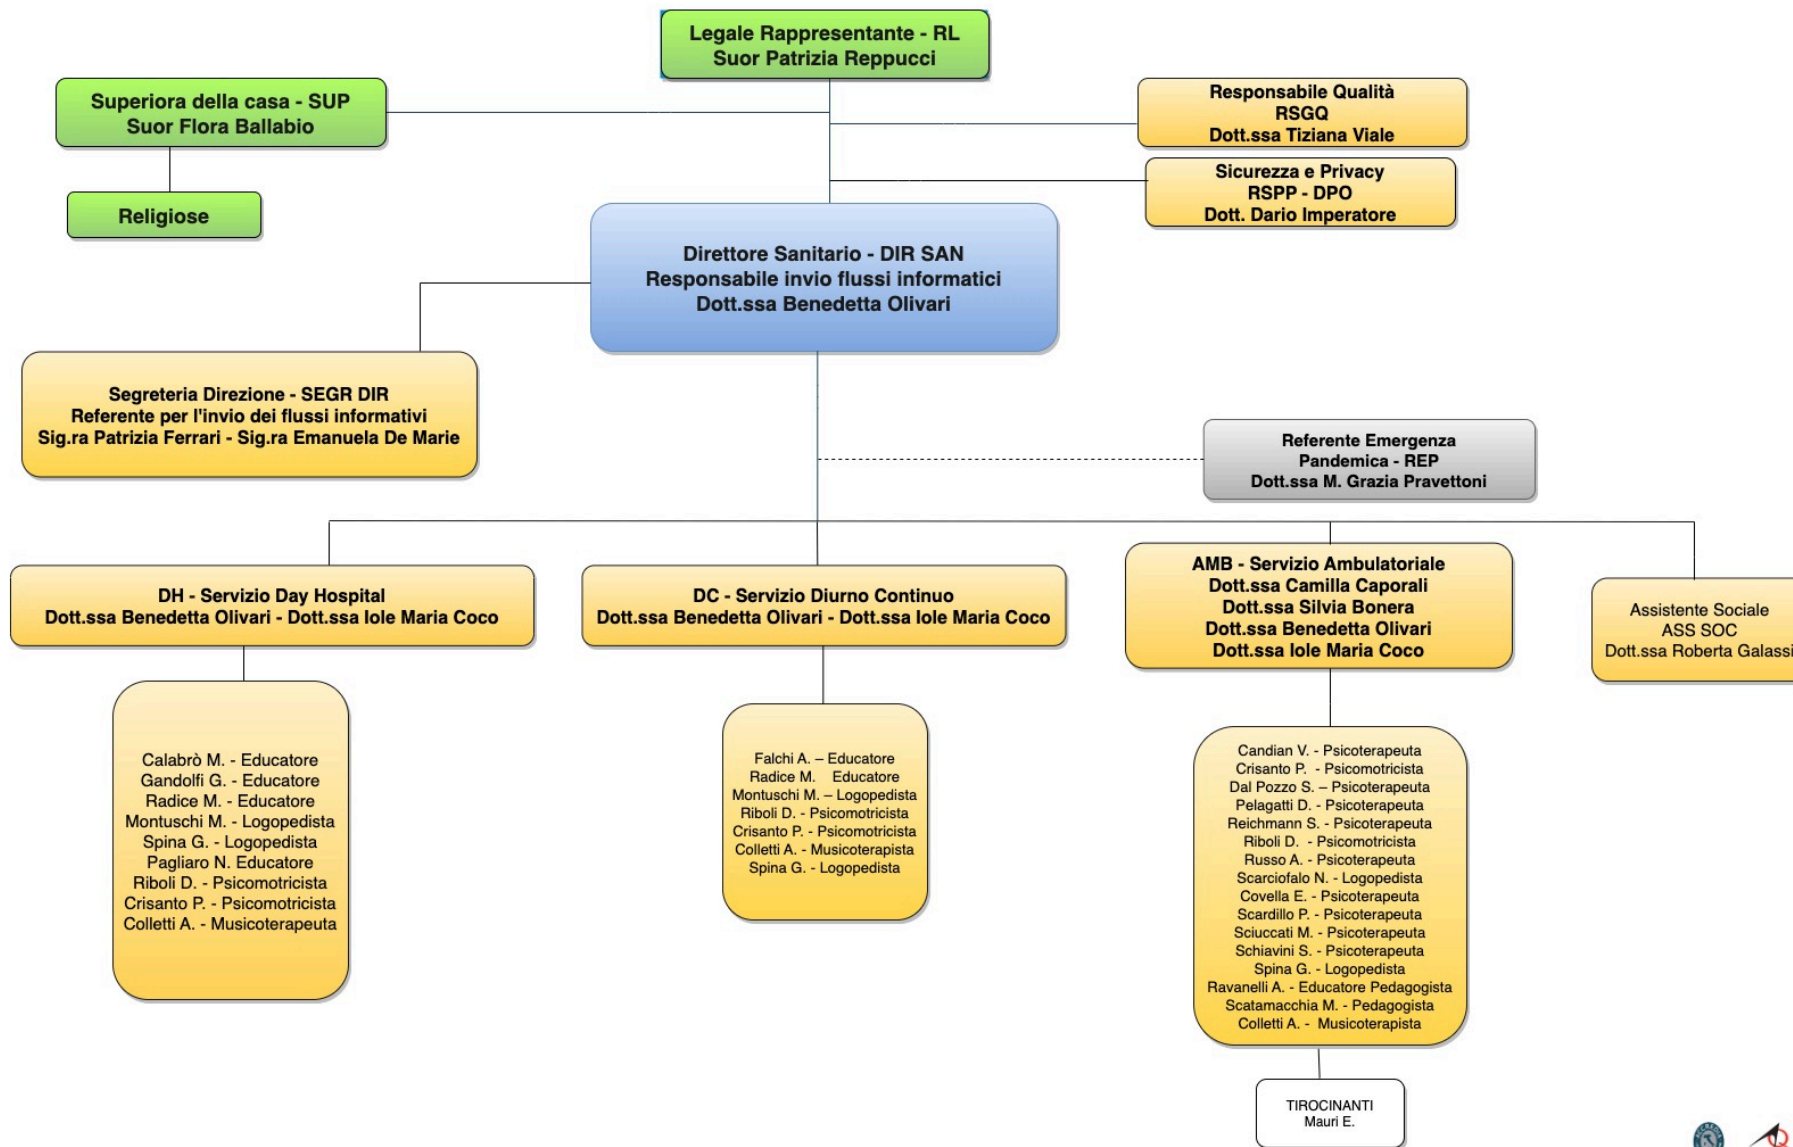 Legale Rappresentante - RL
Suor Patrizia Reppucci
Superiora della casa - SUP
Suor Flora Ballabio
Religiose
Responsabile Qualità
RSGQ
Dott.ssa Tiziana Viale
Sicurezza e Privacy
RSPP - DPO
Dott. Dario Imperatore
Direttore Sanitario - DIR SAN
Responsabile invio flussi informatici
Dott.ssa Benedetta Olivari
Segreteria Direzione - SEGR DIR
Referente per l'invio dei flussi informativi
Sig.ra Patrizia Ferrari - Sig.ra Emanuela De Marie
Referente Emergenza
Pandemica - REP
Dott.ssa M. Grazia Pravettoni
DH - Servizio Day Hospital
Dott.ssa Benedetta Olivari - Dott.ssa Iole Maria Coco
DC - Servizio Diurno Continuo
Dott.ssa Benedetta Olivari - Dott.ssa Iole Maria Coco
AMB - Servizio Ambulatoriale
Dott.ssa Camilla Caporali
Dott.ssa Silvia Bonera
Dott.ssa Benedetta Olivari
Dott.ssa Iole Maria Coco
Assistente Sociale
ASS SOC
Dott.ssa Roberta Galassi
Calabrò M. - Educatore
Gandolfi G. - Educatore
Radice M. - Educatore
Montuschi M. - Logopedista
Spina G. - Logopedista
Pagliaro N. Educatore
Riboli D. - Psicomotricista
Crisanto P. - Psicomotricista
Colletti A. - Musicoterapeuta
Falchi A. – Educatore
Radice M. Educatore
Montuschi M. – Logopedista
Riboli D. - Psicomotricista
Crisanto P. - Psicomotricista
Colletti A. - Musicoterapista
Spina G. - Logopedista
Candian V. - Psicoterapeuta
Crisanto P. - Psicomotricista
Dal Pozzo S. – Psicoterapeuta
Pelagatti D. - Psicoterapeuta
Reichmann S. - Psicoterapeuta
Riboli D. - Psicomotricista
Russo A. - Psicoterapeuta
Scarciofalo N. - Logopedista
Covella E. - Psicoterapeuta
Scardillo P. - Psicoterapeuta
Sciuccati M. - Psicoterapeuta
Schiavini S. - Psicoterapeuta
Spina G. - Logopedista
Ravanelli A. - Educatore Pedagogista
Scatamacchia M. - Pedagogista
Colletti A. - Musicoterapista
TIROCINANTI
Mauri E.